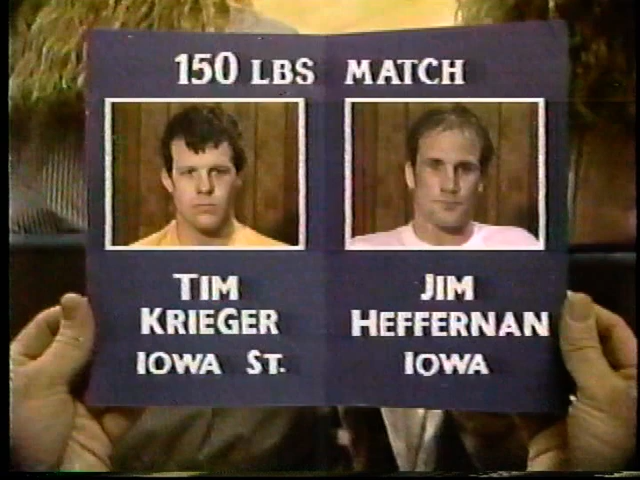 150 LBS MATCH
TIM
KRIEGER
IOWA ST.
JIM
HEFFERNAN
IOWA